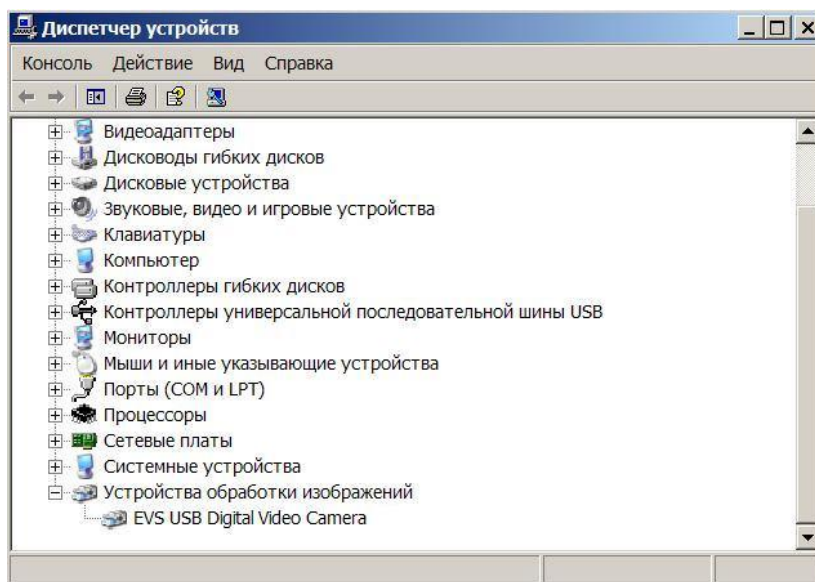 Диспетчер устройств
Консоль Действие Вид Справка
Видеоадаптеры
Дисководы гибких дисков
Дисковые устройства
Звуковые, видео и игровые устройства
Клавиатуры
Компьютер
Контроллеры гибких дисков
Контроллеры универсальной последовательной шины USB
Мониторы
Мыши и иные указывающие устройства
Порты (COM и LPT)
Процессоры
Сетевые платы
Системные устройства
Устройства обработки изображений
EVS USB Digital Video Camera